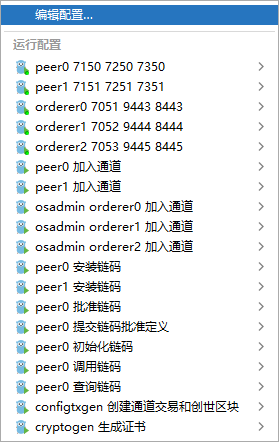 编辑配置...
运行配置
peer0 7150 7250 7350
peer1 7151 7251 7351
orderer0 7051 9443 8443
orderer1 7052 9444 8444
orderer2 7053 9445 8445
peer0 加入通道
peer1 加入通道
osadmin orderer0 加入通道
osadmin orderer1 加入通道
osadmin orderer2 加入通道
peer0 安装链码
peer1 安装链码
peer0 批准链码
peer0 提交链码批准定义
peer0 初始化链码
peer0 调用链码
peer0 查询链码
configtxgen 创建通道交易和创世区块
cryptogen 生成证书